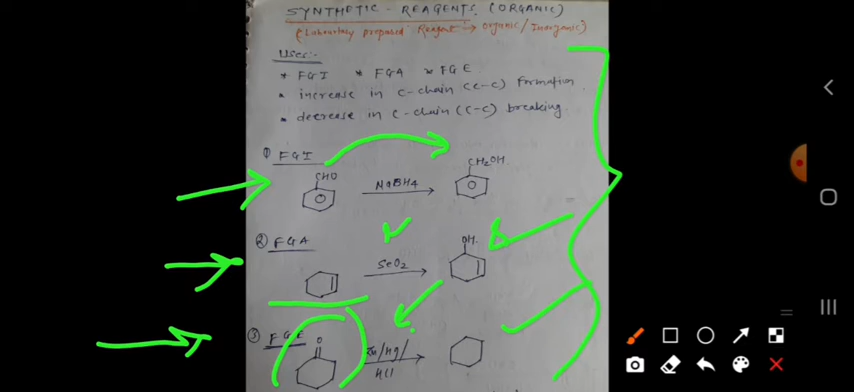 SYNTHETIC - REAGENTS (ORGANIC)
(Laboratary prepared Reagent → Organic/Inorganic)
Uses:-
* FGI * FGA * FGE
• increase in C-chain (C-C) Formation
• decrease in C-chain (C-C) breaking
① FGI
CHO
NaBH4
CH2OH
② FGA
SeO2
OH
③ FGE
O
Zn/Hg/
HCl